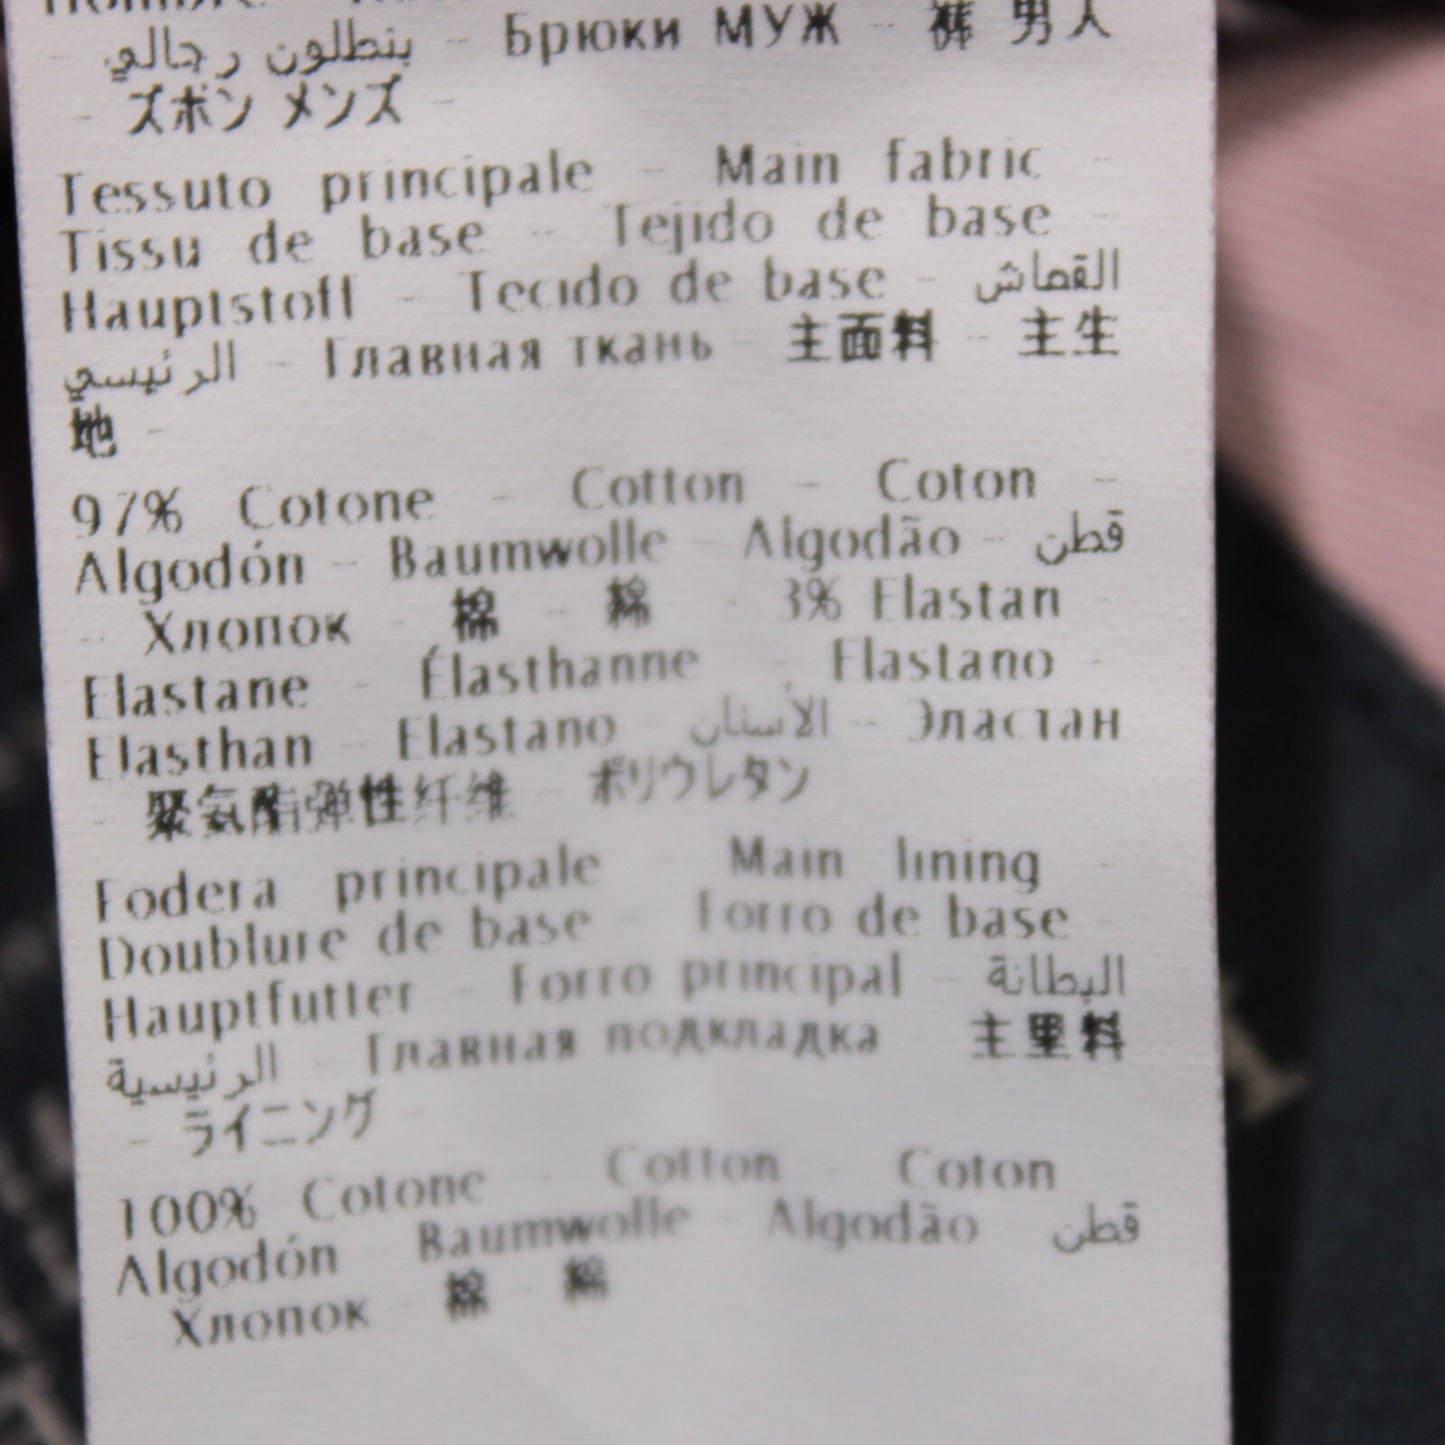 - بنطلون رجالي - Брюки МУЖ - 裤 男人
- ズボン メンズ -
Tessuto principale - Main fabric -
Tissu de base - Tejido de base -
Hauptstoff - Tecido de base - القماش
الرئيسي - Главная ткань - 主面料 - 主生
地 -
97% Cotone - Cotton - Coton -
Algodón - Baumwolle - Algodão - قطن
- Хлопок - 棉 - 綿 - 3% Elastan -
Elastane - Élasthanne - Elastano -
Elasthan - Elastano - الأستان - Эластан
- 聚氨酯弹性纤维 - ポリウレタン
Fodera principale - Main lining -
Doublure de base - Forro de base -
Hauptfutter - Forro principal - البطانة
الرئيسية - Главная подкладка - 主里料
- ライニング -
100% Cotone - Cotton - Coton
Algodón - Baumwolle - Algodão - قطن
Хлопок - 棉 - 綿